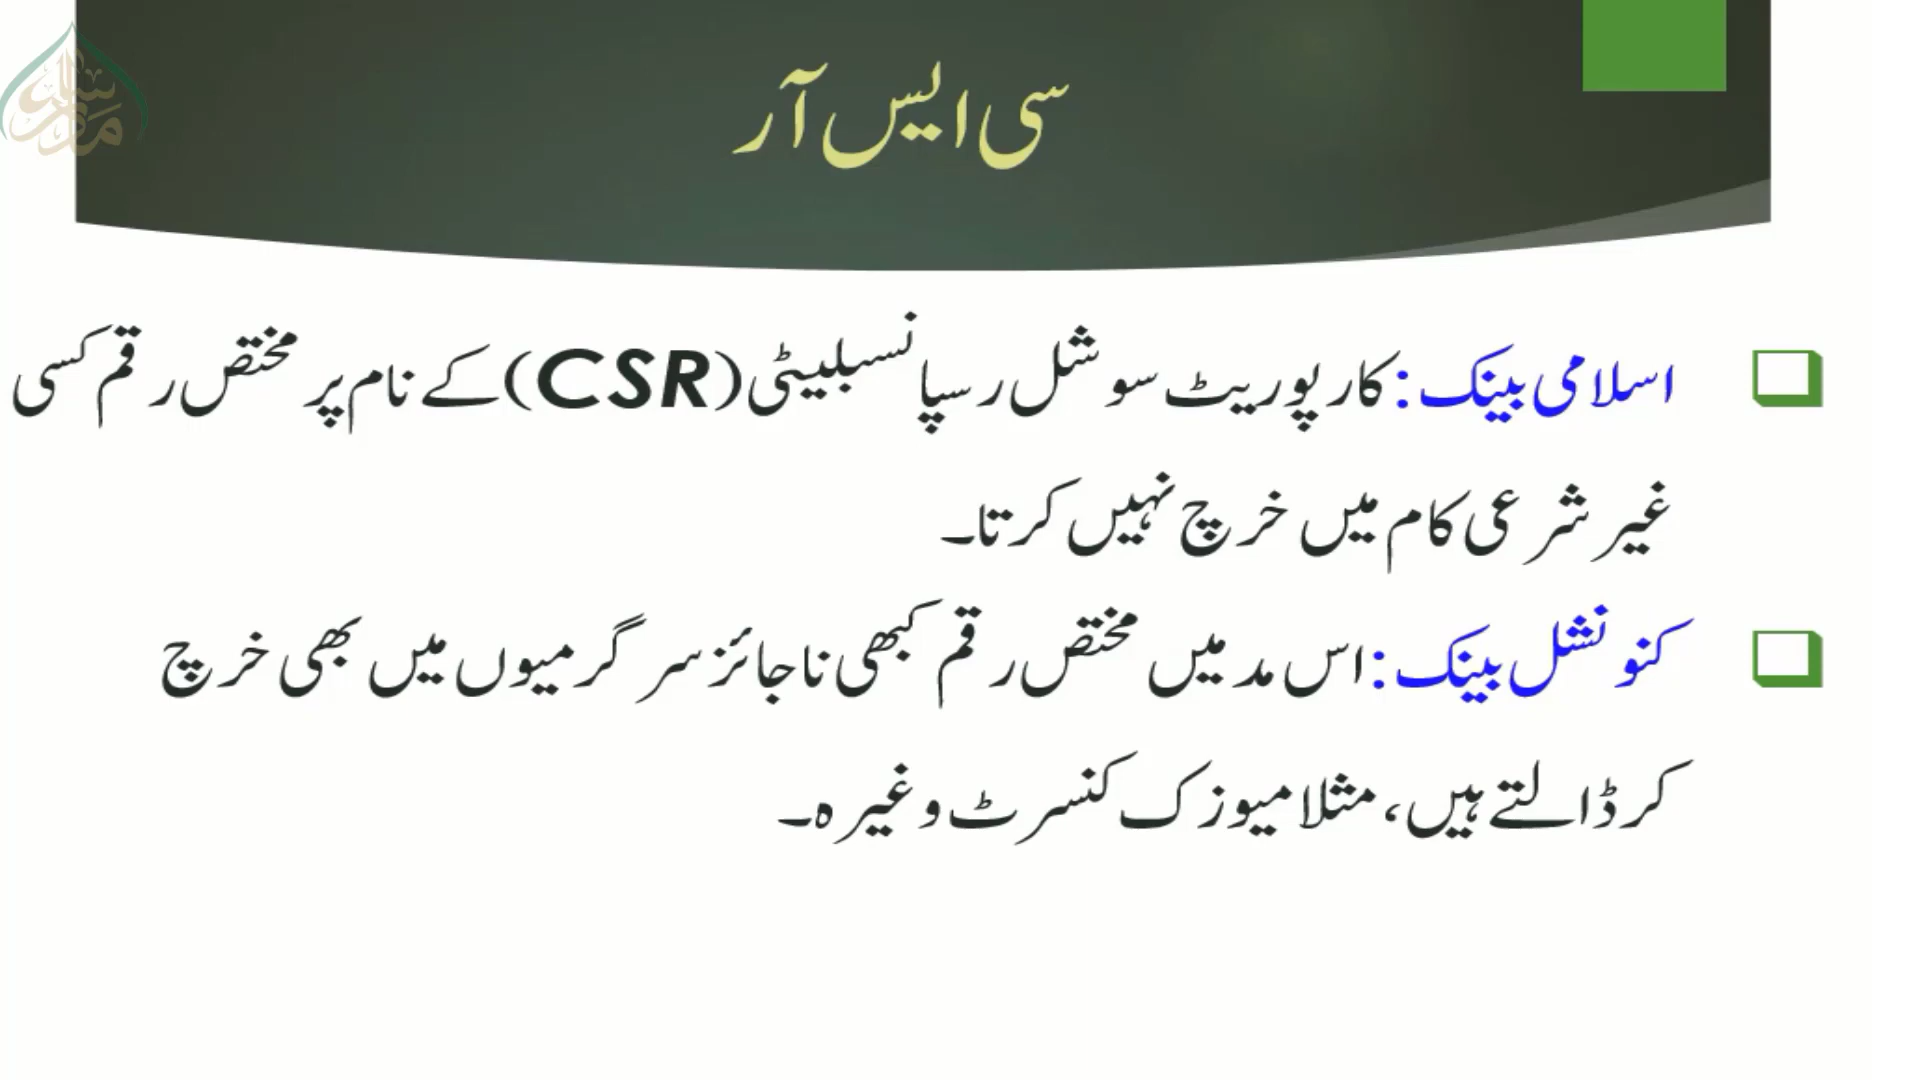 سی ایس آر
اسلامی بینک: کارپوریٹ سوشل رسپانسبلیٹی (CSR) کے نام پر مختص رقم کسی
غیر شرعی کام میں خرچ نہیں کرتا۔
کنونشل بینک: اس مد میں مختص رقم کبھی ناجائز سرگرمیوں میں بھی خرچ
کر ڈالتے ہیں، مثلا میوزک کنسرٹ وغیرہ۔